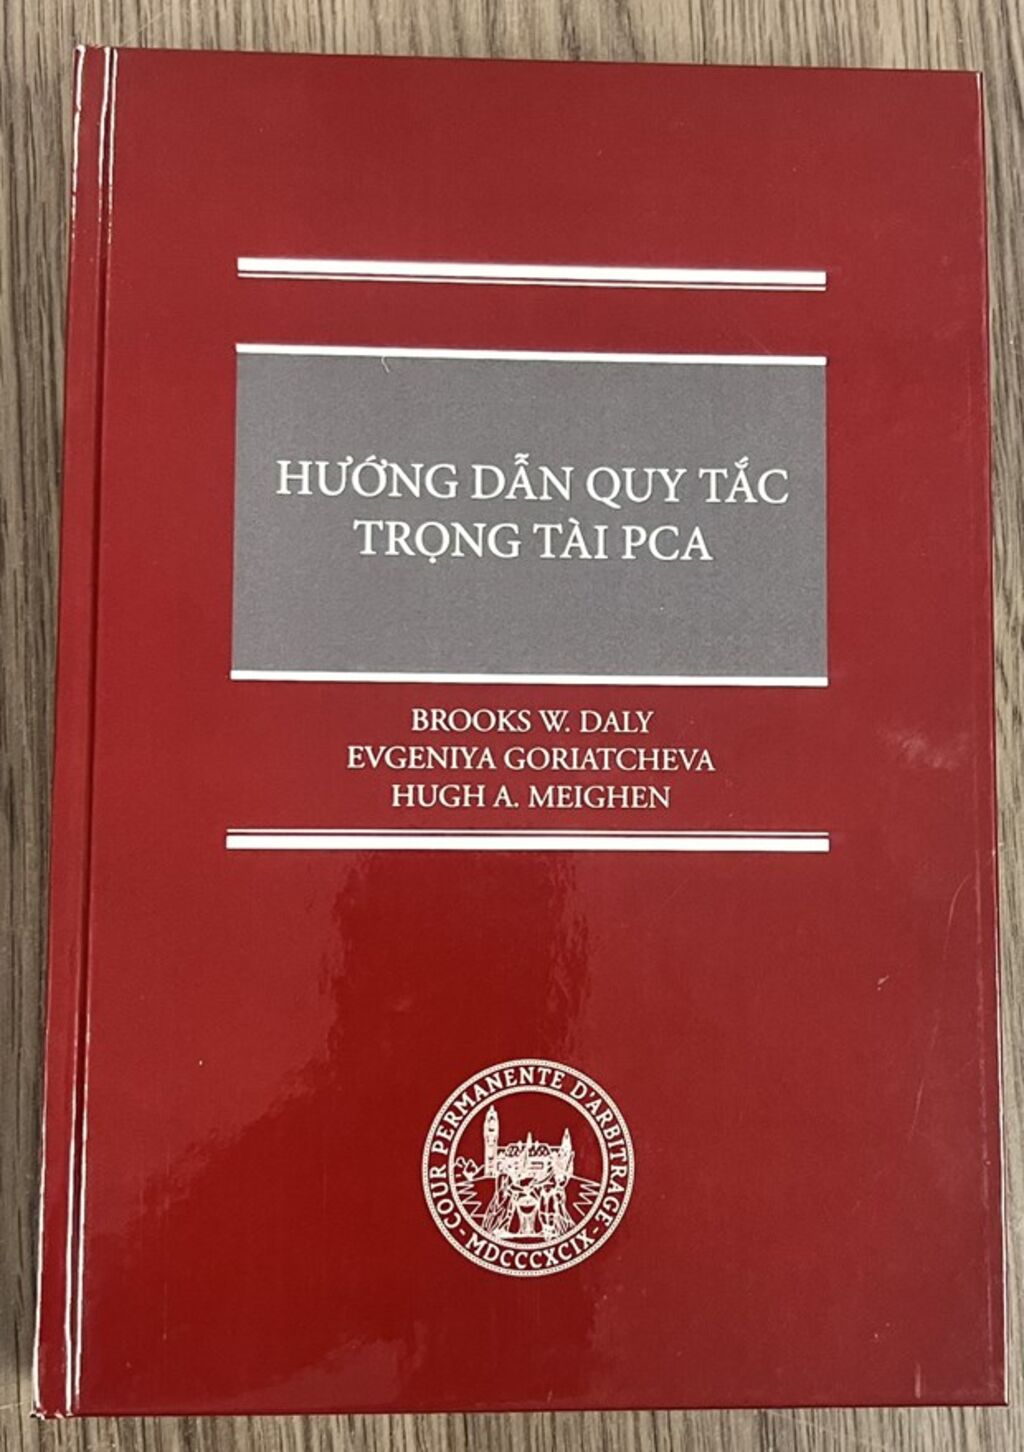 HƯỚNG DẪN QUY TẮC
TRỌNG TÀI PCA
BROOKS W. DALY
EVGENIYA GORIATCHEVA
HUGH A. MEIGHEN
COUR PERMANENTE D'ARBITRAGE
- MDCCCXCIX -